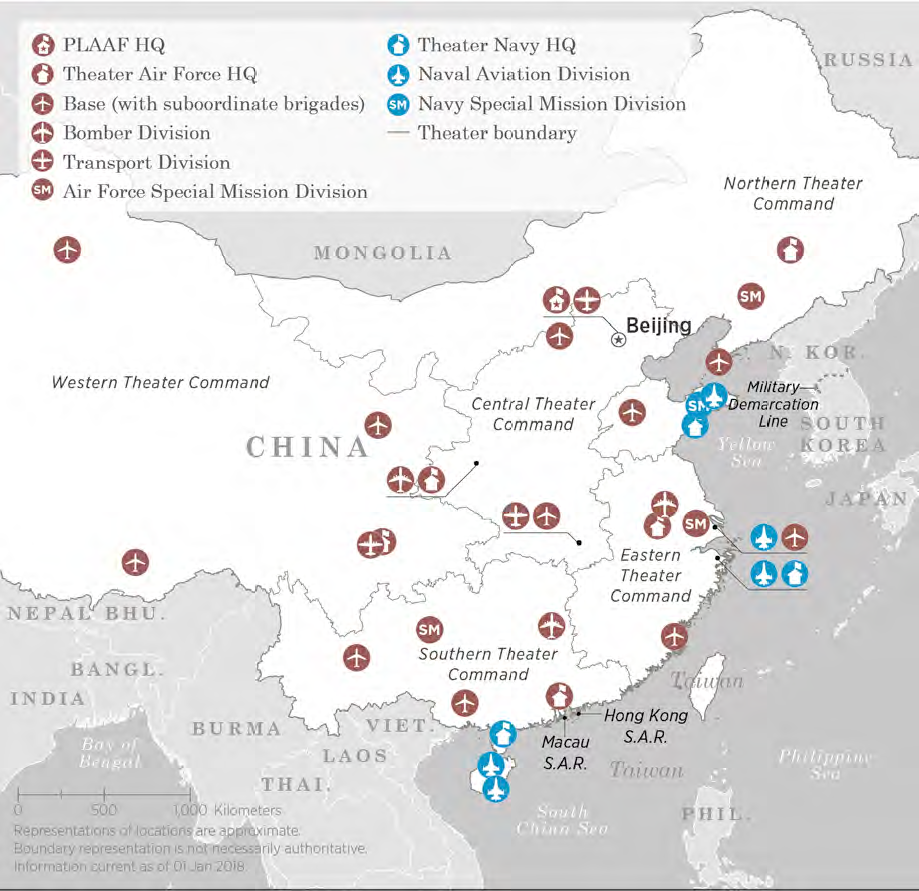 PLAAF HQ
Theater Air Force HQ
Base (with subordinate brigades)
Bomber Division
Transport Division
SM Air Force Special Mission Division
Theater Navy HQ
Naval Aviation Division
SM Navy Special Mission Division
Theater boundary
RUSSIA
Northern Theater
Command
MONGOLIA
SM
Beijing
N. KOR.
Western Theater Command
Military
Demarcation
Line
SM
Central Theater
Command
CHINA
SOUTH
KOREA
Yellow
Sea
JAPAN
SM
Eastern
Theater
Command
NEPAL
BHU.
SM
Southern Theater
Command
BANGL.
INDIA
Taiwan
BURMA
VIET.
Hong Kong
S.A.R.
Macau
S.A.R.
LAOS
Bay of
Bengal
Taiwan
Philippine
Sea
THAI.
South
China Sea
PHIL.
0 500 1,000 Kilometers
Representations of locations are approximate.
Boundary representation is not necessarily authoritative.
Information current as of 01 Jan 2018.